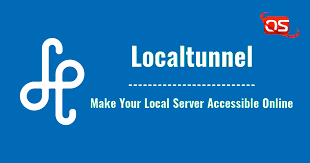 OS
Localtunnel
Make Your Local Server Accessible Online